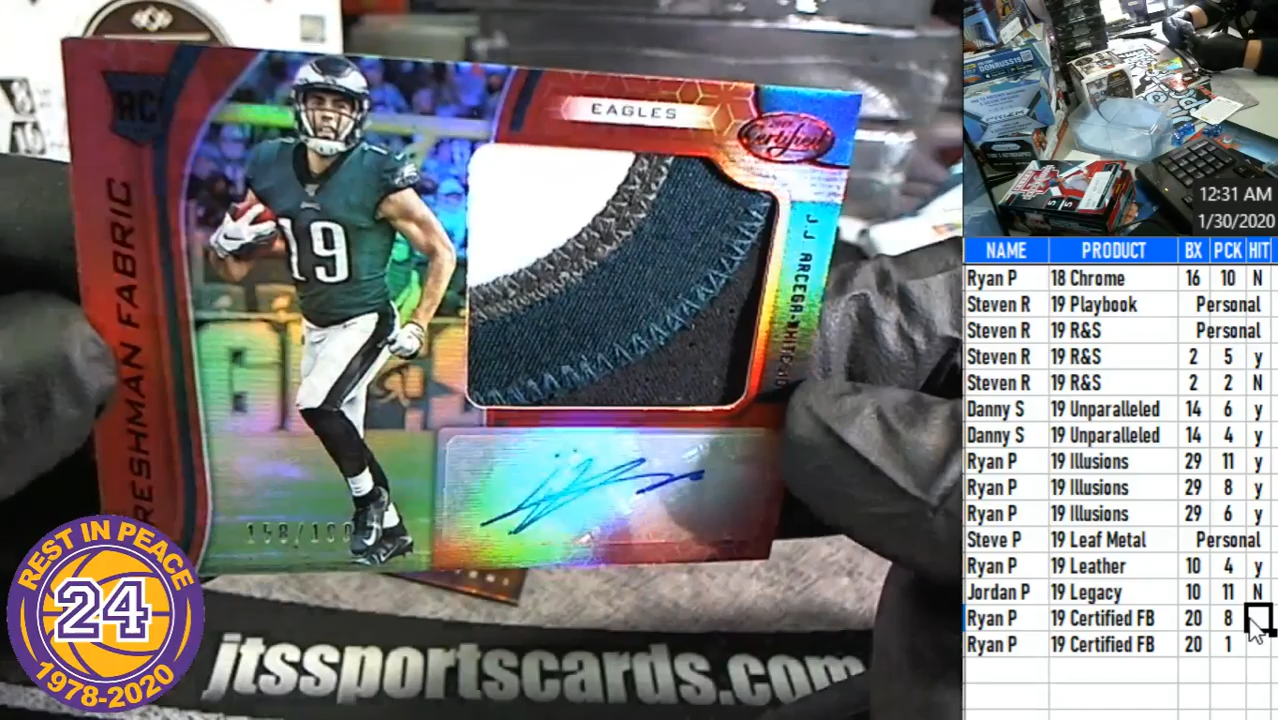 RC
FRESHMAN FABRIC
EAGLES
Certified
J.J. ARCEGA-WHITESIDE
19
REST IN PEACE
24
1978-2020
jtssportscards.com
DONRUSS19
12:31 AM
1/30/2020
NAME PRODUCT BX PCK HIT
Ryan P 18 Chrome 16 10 N
Steven R 19 Playbook Personal
Steven R 19 R&S Personal
Steven R 19 R&S 2 5 y
Steven R 19 R&S 2 2 N
Danny S 19 Unparalleled 14 6 y
Danny S 19 Unparalleled 14 4 y
Ryan P 19 Illusions 29 11 y
Ryan P 19 Illusions 29 8 y
Ryan P 19 Illusions 29 6 y
Steve P 19 Leaf Metal Personal
Ryan P 19 Leather 10 4 y
Jordan P 19 Legacy 10 11 N
Ryan P 19 Certified FB 20 8
Ryan P 19 Certified FB 20 1